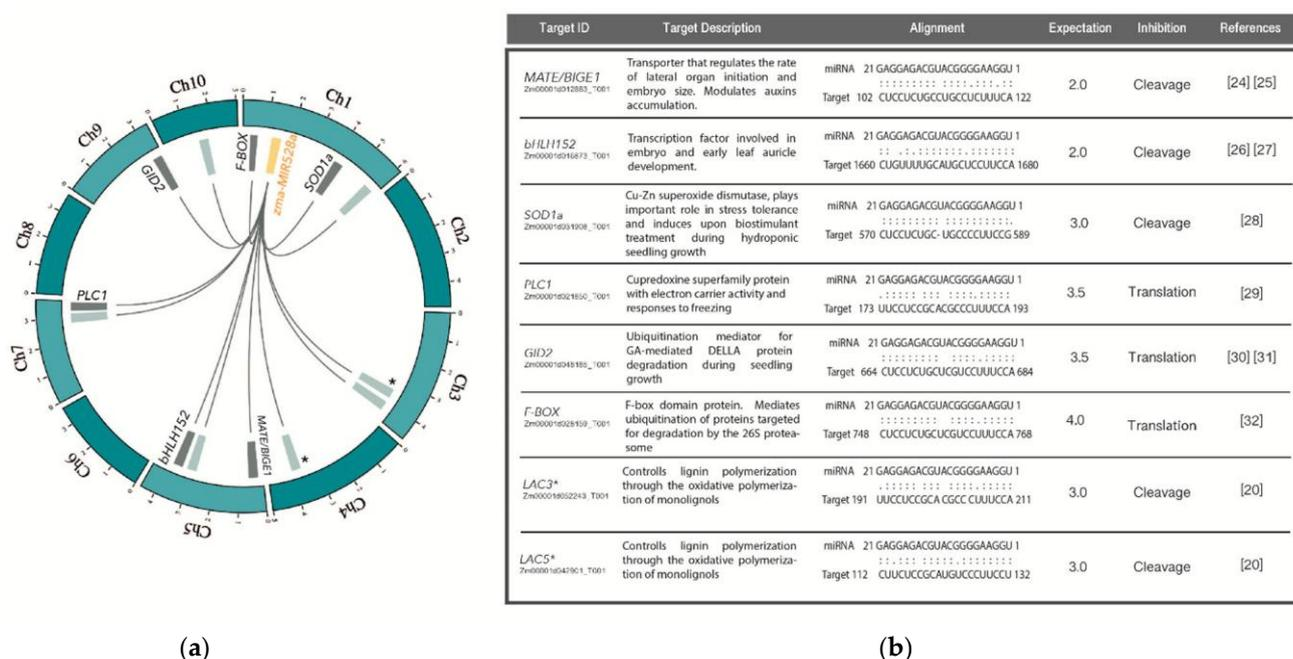 Ch10
Ch1
Ch9
Ch2
Ch8
Ch3
Ch7
Ch4
Ch6
Ch5
GID2
F-BOX
zma-MIR528a
SOD1a
PLC1
*
bHLH152
MATE/BIGE1
*
(a)
Target ID Target Description Alignment Expectation Inhibition References
MATE/BIGE1
Transporter that regulates the rate
of lateral organ initiation and
embryo size. Modulates auxins
accumulation.
miRNA 21 GAGGAGACGUACGGGGAAGGU 1
Target 102 CUCCUCUGCCUGCCUCUUUCA 122
2.0 Cleavage [24] [25]
bHLH152
Transcription factor involved in
embryo and early leaf auricle
development.
miRNA 21 GAGGAGACGUACGGGGAAGGU 1
Target 1660 CUGUUUUGCAUGCUCCUUCCA 1680
2.0 Cleavage [26] [27]
SOD1a
Cu-Zn superoxide dismutase, plays
important role in stress tolerance
and induces upon biostimulant
treatment during hydroponic
seedling growth
miRNA 21 GAGGAGACGUACGGGGAAGGU 1
Target 570 CUCCUCUGC- UGCCCCUUCCG 589
3.0 Cleavage [28]
PLC1
Cupredoxine superfamily protein
with electron carrier activity and
responses to freezing
miRNA 21 GAGGAGACGUACGGGGAAGGU 1
Target 173 UUCCUCCGCACGCCCUUUCCA 193
3.5 Translation [29]
GID2
Ubiquitination mediator for
GA-mediated DELLA protein
degradation during seedling
growth
miRNA 21 GAGGAGACGUACGGGGAAGGU 1
Target 664 CUCCUCUGCUCGUCCUUUCCA 684
3.5 Translation [30] [31]
F-BOX
F-box domain protein. Mediates
ubiquitination of proteins targeted
for degradation by the 26S protea-
some
miRNA 21 GAGGAGACGUACGGGGAAGGU 1
Target 748 CUCCUCUGCUCGUCCUUUCCA 768
4.0 Translation [32]
LAC3*
Controlls lignin polymerization
through the oxidative polymeriza-
tion of monolignols
miRNA 21 GAGGAGACGUACGGGGAAGGU 1
Target 191 UUCCUCCGCA CGCC CUUUCCA 211
3.0 Cleavage [20]
LAC5*
Controlls lignin polymerization
through the oxidative polymeriza-
tion of monolignols
miRNA 21 GAGGAGACGUACGGGGAAGGU 1
Target 112 CUUCUCCGCAUGUCCCUUCCU 132
3.0 Cleavage [20]
(b)